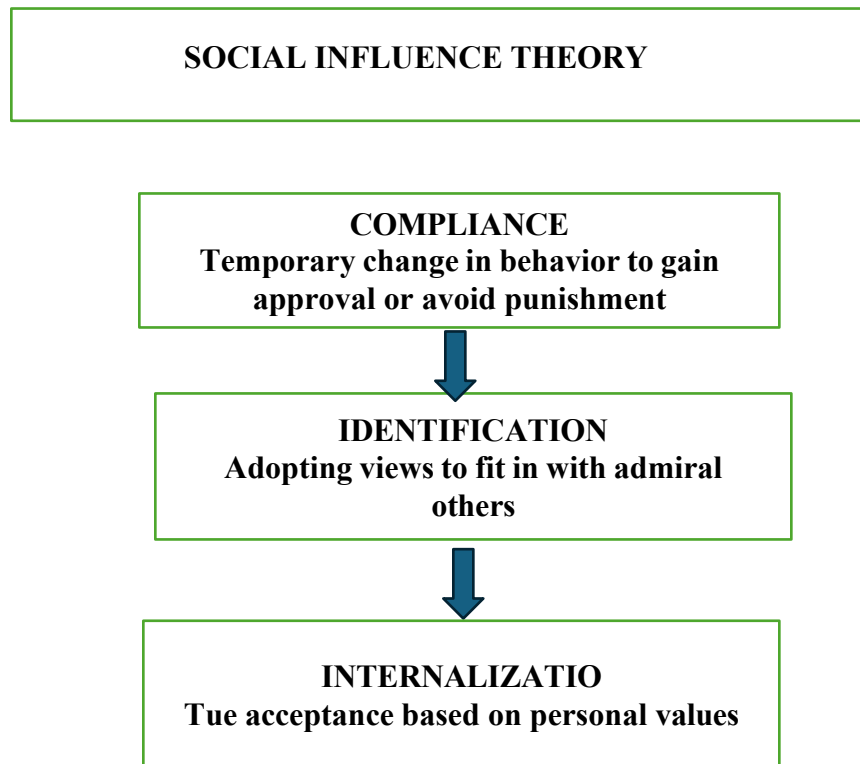 SOCIAL INFLUENCE THEORY
COMPLIANCE
Temporary change in behavior to gain
approval or avoid punishment
IDENTIFICATION
Adopting views to fit in with admiral
others
INTERNALIZATIO
Tue acceptance based on personal values